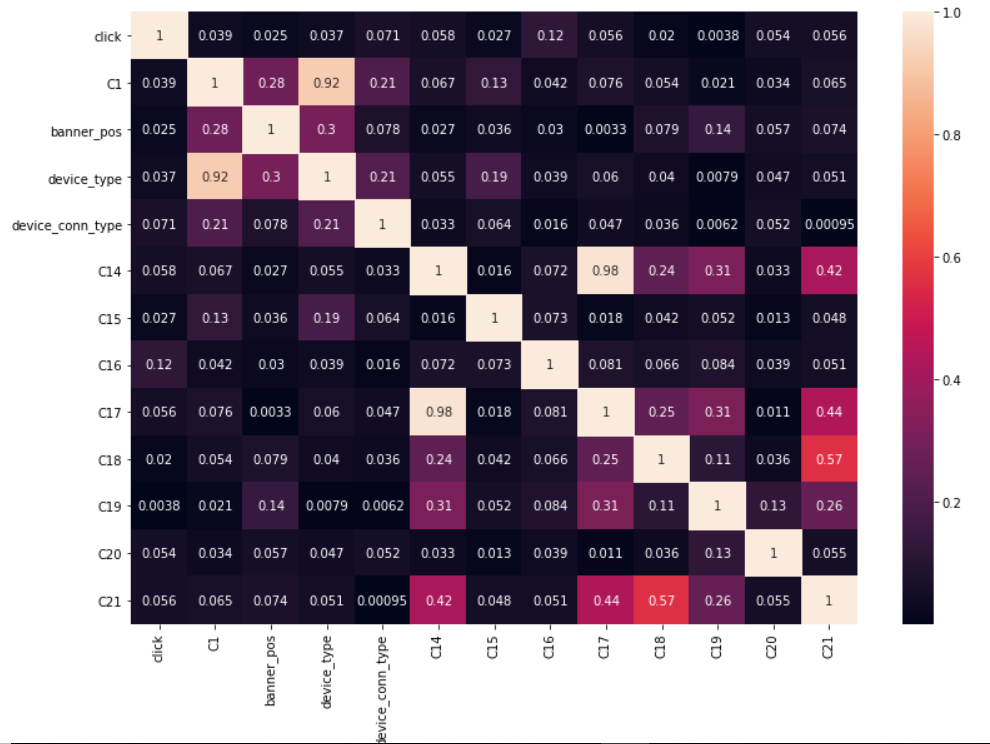 click 1 0.039 0.025 0.037 0.071 0.058 0.027 0.12 0.056 0.02 0.0038 0.054 0.056
C1 0.039 1 0.28 0.92 0.21 0.067 0.13 0.042 0.076 0.054 0.021 0.034 0.065
banner_pos 0.025 0.28 1 0.3 0.078 0.027 0.036 0.03 0.0033 0.079 0.14 0.057 0.074
device_type 0.037 0.92 0.3 1 0.21 0.055 0.19 0.039 0.06 0.04 0.0079 0.047 0.051
device_conn_type 0.071 0.21 0.078 0.21 1 0.033 0.064 0.016 0.047 0.036 0.0062 0.052 0.00095
C14 0.058 0.067 0.027 0.055 0.033 1 0.016 0.072 0.98 0.24 0.31 0.033 0.42
C15 0.027 0.13 0.036 0.19 0.064 0.016 1 0.073 0.018 0.042 0.052 0.013 0.048
C16 0.12 0.042 0.03 0.039 0.016 0.072 0.073 1 0.081 0.066 0.084 0.039 0.051
C17 0.056 0.076 0.0033 0.06 0.047 0.98 0.018 0.081 1 0.25 0.31 0.011 0.44
C18 0.02 0.054 0.079 0.04 0.036 0.24 0.042 0.066 0.25 1 0.11 0.036 0.57
C19 0.0038 0.021 0.14 0.0079 0.0062 0.31 0.052 0.084 0.31 0.11 1 0.13 0.26
C20 0.054 0.034 0.057 0.047 0.052 0.033 0.013 0.039 0.011 0.036 0.13 1 0.055
C21 0.056 0.065 0.074 0.051 0.00095 0.42 0.048 0.051 0.44 0.57 0.26 0.055 1
click C1 banner_pos device_type device_conn_type C14 C15 C16 C17 C18 C19 C20 C21
1.0
0.8
0.6
0.4
0.2